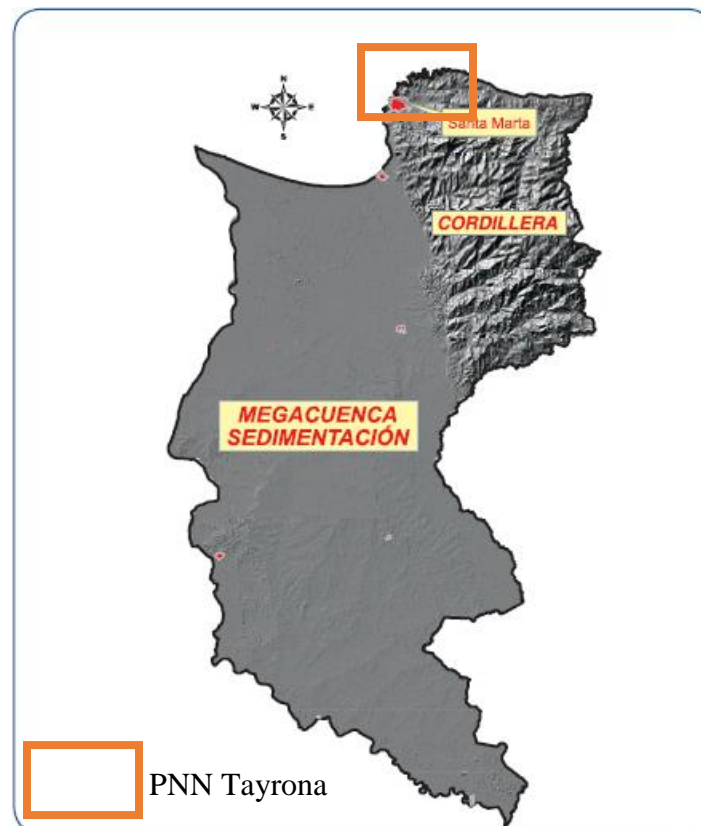 N
W E
S
Santa Marta
CORDILLERA
MEGACUENCA
SEDIMENTACIÓN
PNN Tayrona